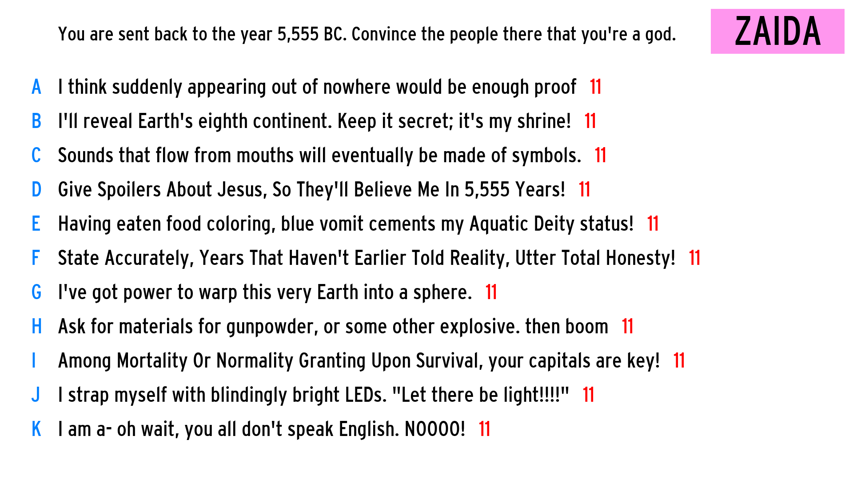 You are sent back to the year 5,555 BC. Convince the people there that you're a god.
ZAIDA
A I think suddenly appearing out of nowhere would be enough proof 11
B I'll reveal Earth's eighth continent. Keep it secret; it's my shrine! 11
C Sounds that flow from mouths will eventually be made of symbols. 11
D Give Spoilers About Jesus, So They'll Believe Me In 5,555 Years! 11
E Having eaten food coloring, blue vomit cements my Aquatic Deity status! 11
F State Accurately, Years That Haven't Earlier Told Reality, Utter Total Honesty! 11
G I've got power to warp this very Earth into a sphere. 11
H Ask for materials for gunpowder, or some other explosive. then boom 11
I Among Mortality Or Normality Granting Upon Survival, your capitals are key! 11
J I strap myself with blindingly bright LEDs. "Let there be light!!!!" 11
K I am a- oh wait, you all don't speak English. NOOOO! 11